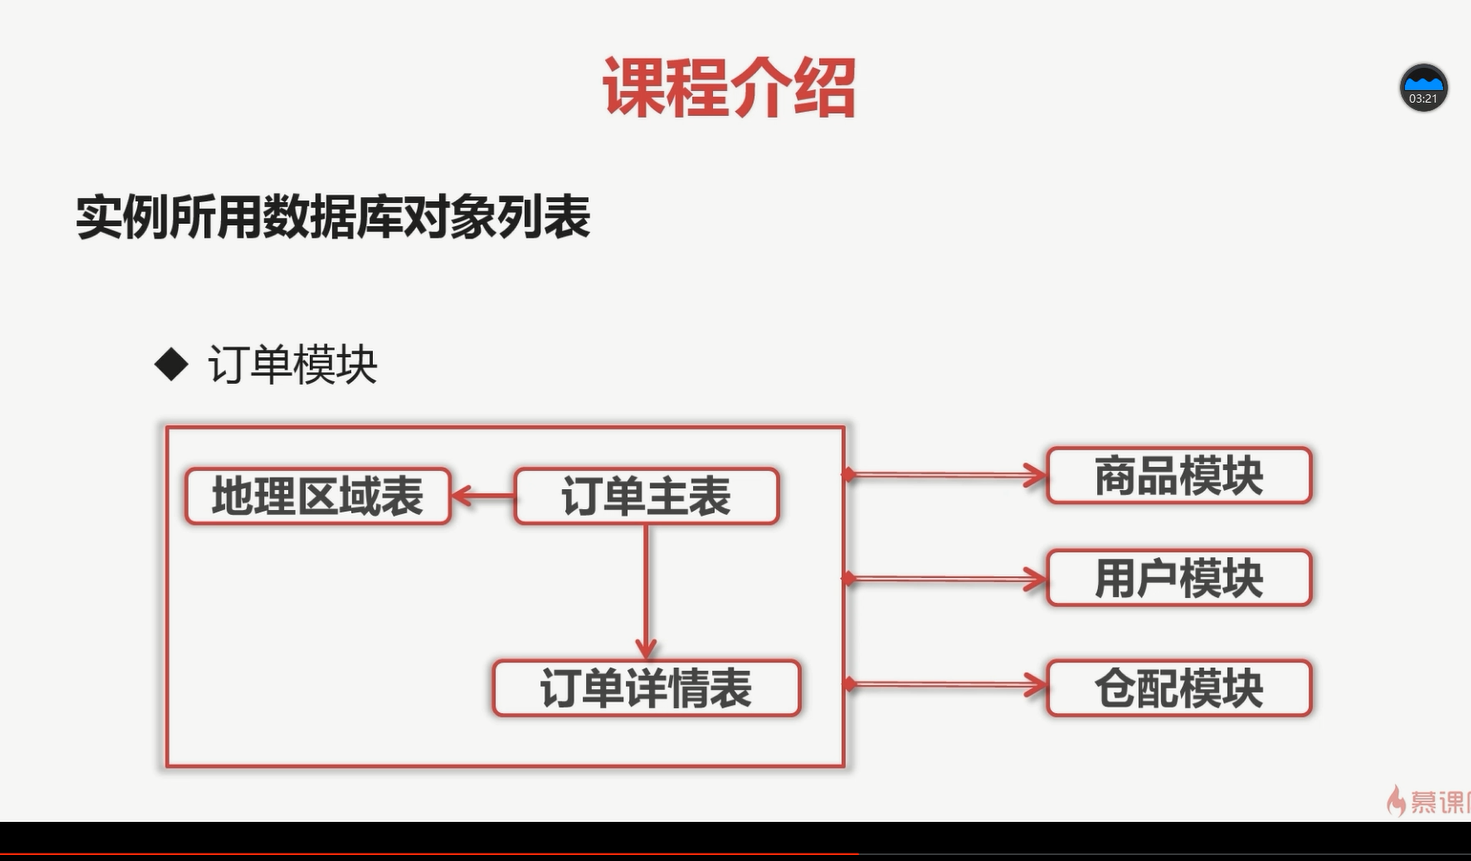 课程介绍
03:21
实例所用数据库对象列表
◆ 订单模块
地理区域表
订单主表
商品模块
用户模块
订单详情表
仓配模块
慕课